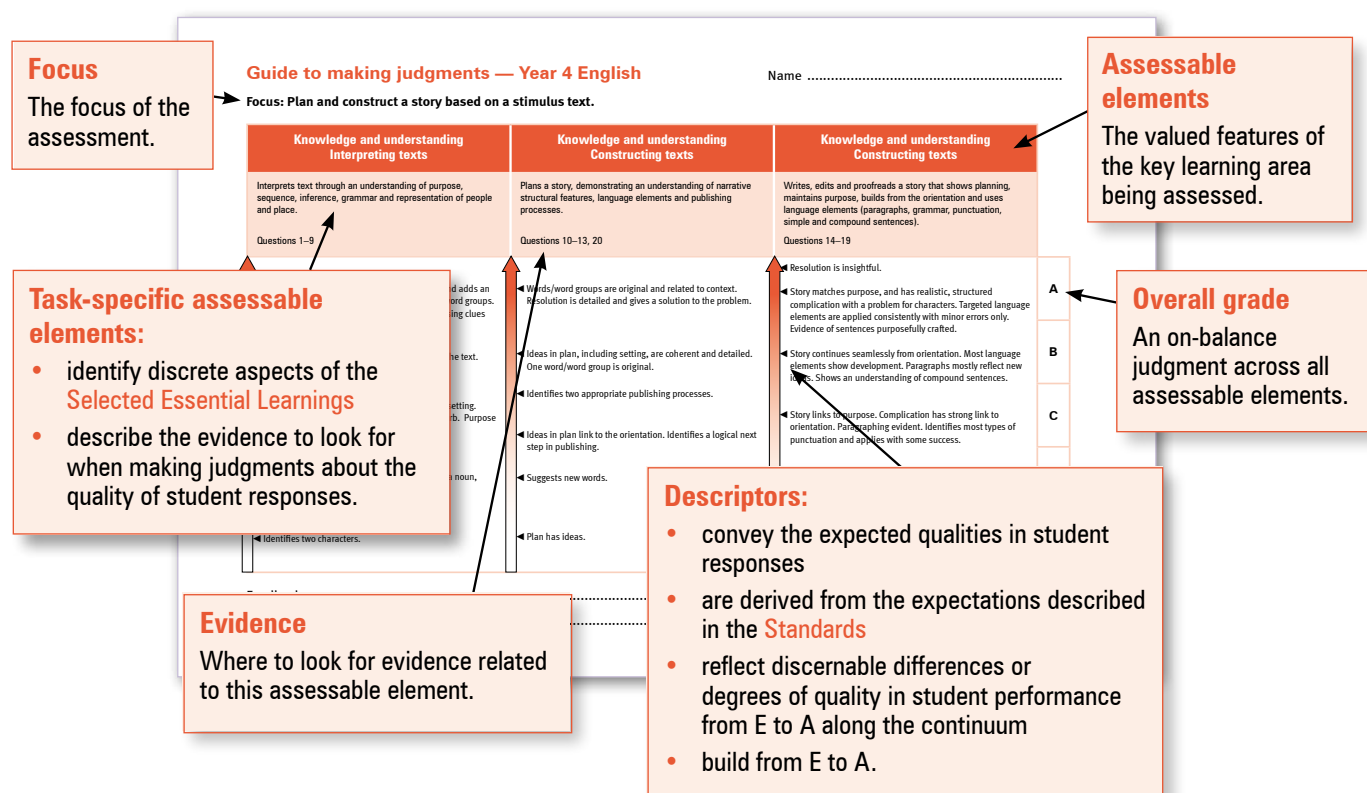 Focus
The focus of the
assessment.
Guide to making judgments — Year 4 English
Name
Focus: Plan and construct a story based on a stimulus text.
Assessable
elements
The valued features of
the key learning area
being assessed.
Knowledge and understanding
Interpreting texts
Knowledge and understanding
Constructing texts
Knowledge and understanding
Constructing texts
Interprets text through an understanding of purpose,
sequence, inference, grammar and representation of people
and place.
Questions 1–9
Plans a story, demonstrating an understanding of narrative
structural features, language elements and publishing
processes.
Questions 10–13, 20
Writes, edits and proofreads a story that shows planning,
maintains purpose, builds from the orientation and uses
language elements (paragraphs, grammar, punctuation,
simple and compound sentences).
Questions 14–19
Task-specific assessable
elements:
• identify discrete aspects of the
Selected Essential Learnings
• describe the evidence to look for
when making judgments about the
quality of student responses.
adds an
ord groups.
ing clues
he text.
etting.
rb. Purpose
a noun,
Identifies two characters.
Words/word groups are original and related to context.
Resolution is detailed and gives a solution to the problem.
Ideas in plan, including setting, are coherent and detailed.
One word/word group is original.
Identifies two appropriate publishing processes.
Ideas in plan link to the orientation. Identifies a logical next
step in publishing.
Suggests new words.
Plan has ideas.
Resolution is insightful.
Story matches purpose, and has realistic, structured
complication with a problem for characters. Targeted language
elements are applied consistently with minor errors only.
Evidence of sentences purposefully crafted.
Story continues seamlessly from orientation. Most language
elements show development. Paragraphs mostly reflect new
ideas. Shows an understanding of compound sentences.
Story links to purpose. Complication has strong link to
orientation. Paragraphing evident. Identifies most types of
punctuation and applies with some success.
A
B
C
Overall grade
An on-balance
judgment across all
assessable elements.
Evidence
Where to look for evidence related
to this assessable element.
Descriptors:
• convey the expected qualities in student
responses
• are derived from the expectations described
in the Standards
• reflect discernable differences or
degrees of quality in student performance
from E to A along the continuum
• build from E to A.